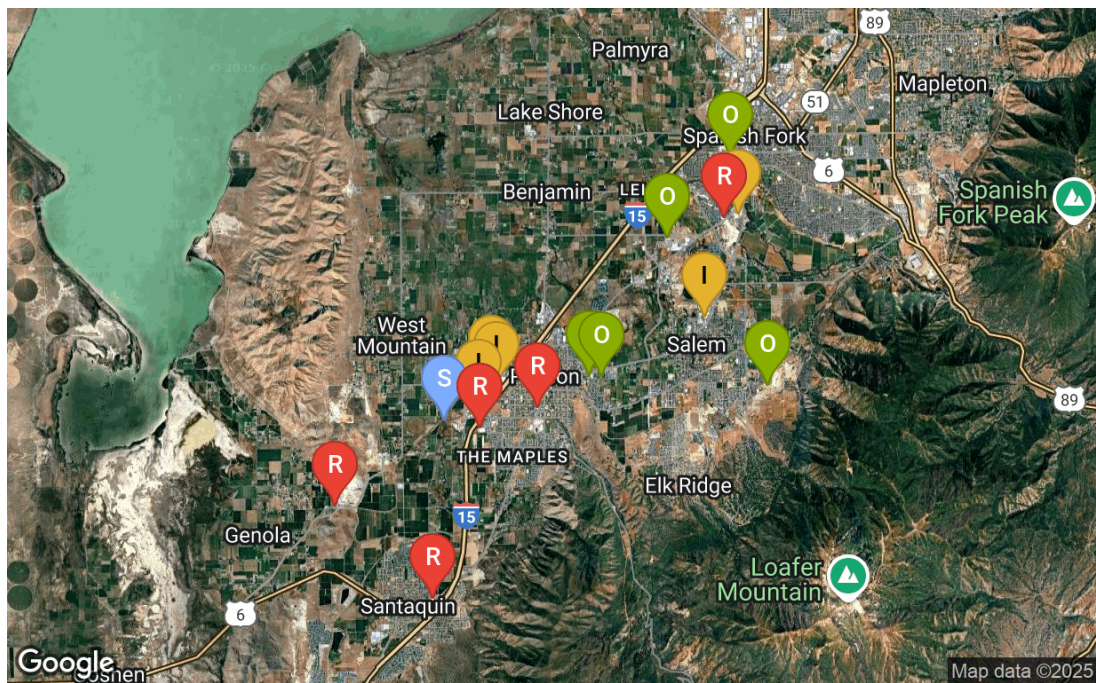 89
Palmyra
Mapleton
51
Lake Shore
O
Spanish Fork
6
R
Benjamin
O
15
Spanish
Fork Peak
I
West
Mountain
I
O
Salem
O
I
R
S
R
89
THE MAPLES
R
Elk Ridge
15
Genola
R
Loafer
Mountain
6
Santaquin
Google
Map data ©2025